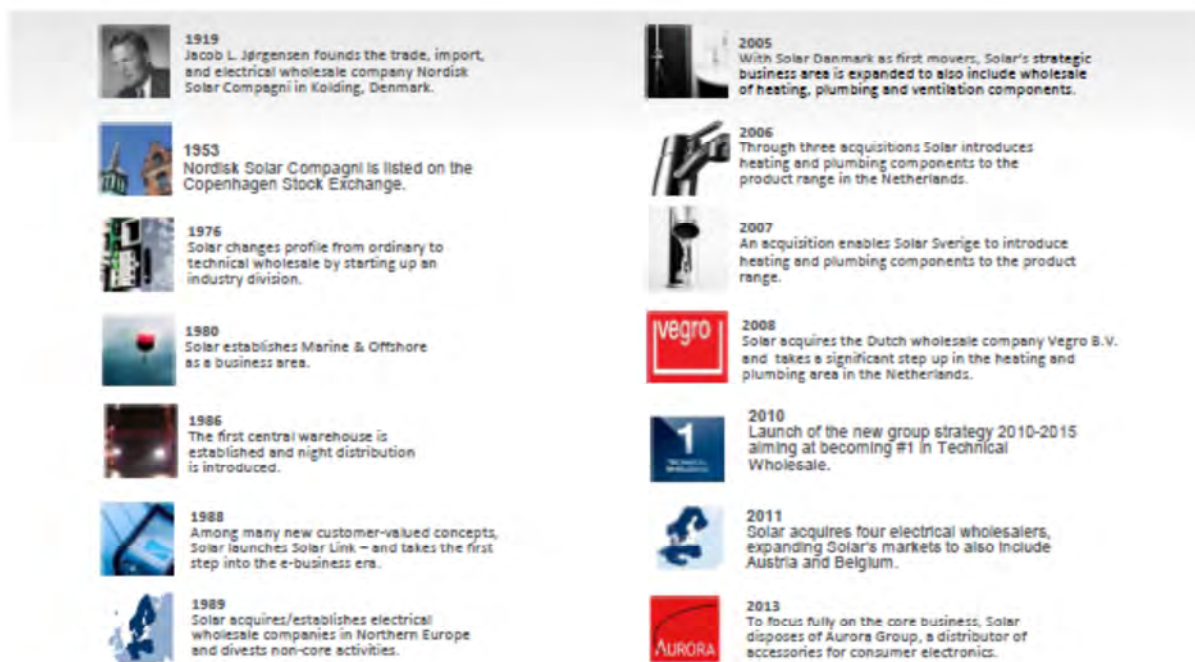 1919
Jacob L. Jørgensen founds the trade, import,
and electrical wholesale company Nordisk
Solar Compagni in Kolding, Denmark.
1953
Nordisk Solar Compagni is listed on the
Copenhagen Stock Exchange.
1976
Solar changes profile from ordinary to
technical wholesale by starting up an
industry division.
1980
Solar establishes Marine & Offshore
as a business area.
1986
The first central warehouse is
established and night distribution
is introduced.
1988
Among many new customer-valued concepts,
Solar launches Solar Link – and takes the first
step into the e-business era.
1989
Solar acquires/establishes electrical
wholesale companies in Northern Europe
and divests non-core activities.
2005
With Solar Danmark as first movers, Solar's strategic
business area is expanded to also include wholesale
of heating, plumbing and ventilation components.
2006
Through three acquisitions Solar introduces
heating and plumbing components to the
product range in the Netherlands.
2007
An acquisition enables Solar Sverige to introduce
heating and plumbing components to the product
range.
vegro
2008
Solar acquires the Dutch wholesale company Vegro B.V.
and takes a significant step up in the heating and
plumbing area in the Netherlands.
1
TECHNICAL
WHOLESALER
2010
Launch of the new group strategy 2010-2015
aiming at becoming #1 in Technical
Wholesale.
2011
Solar acquires four electrical wholesalers,
expanding Solar's markets to also include
Austria and Belgium.
AURORA
2013
To focus fully on the core business, Solar
disposes of Aurora Group, a distributor of
accessories for consumer electronics.